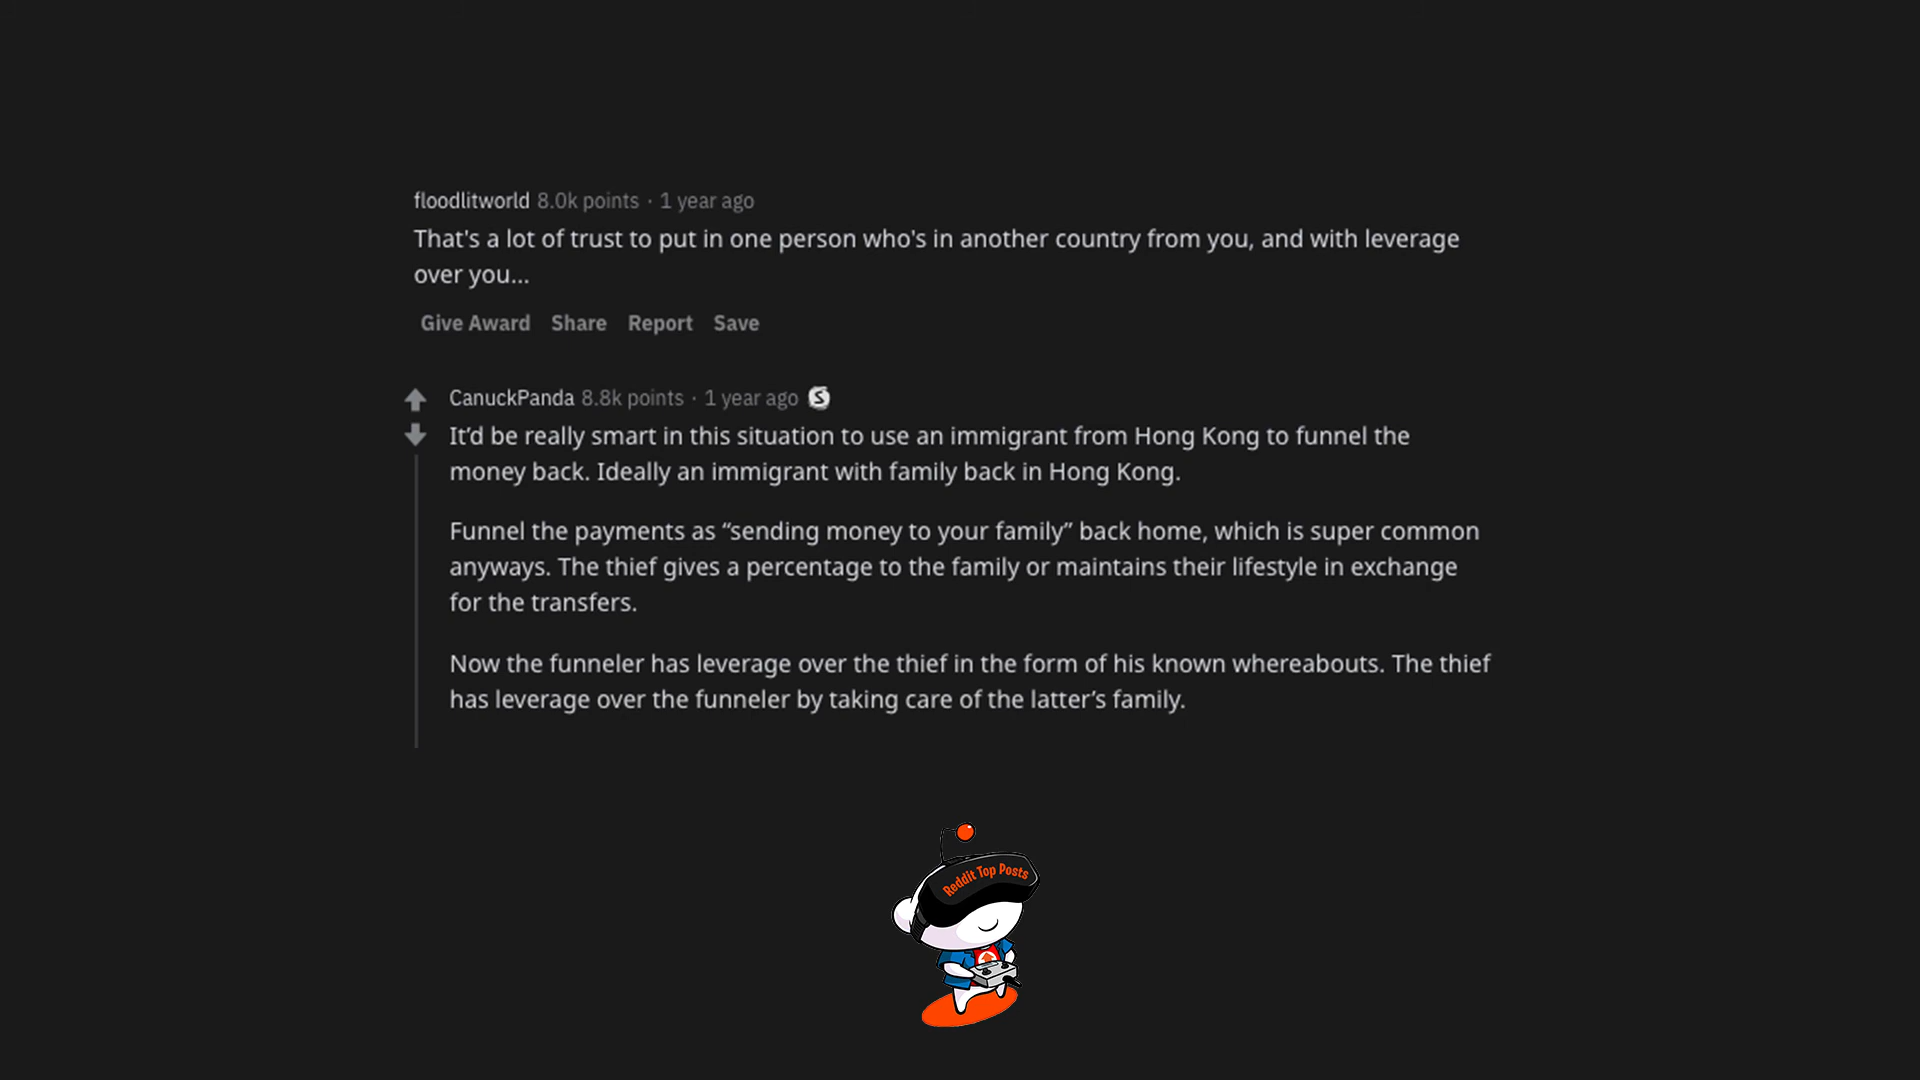 floodlitworld 8.0k points · 1 year ago
That's a lot of trust to put in one person who's in another country from you, and with leverage
over you...
Give Award Share Report Save
CanuckPanda 8.8k points · 1 year ago S
It’d be really smart in this situation to use an immigrant from Hong Kong to funnel the
money back. Ideally an immigrant with family back in Hong Kong.
Funnel the payments as “sending money to your family” back home, which is super common
anyways. The thief gives a percentage to the family or maintains their lifestyle in exchange
for the transfers.
Now the funneler has leverage over the thief in the form of his known whereabouts. The thief
has leverage over the funneler by taking care of the latter’s family.
Reddit Top Posts